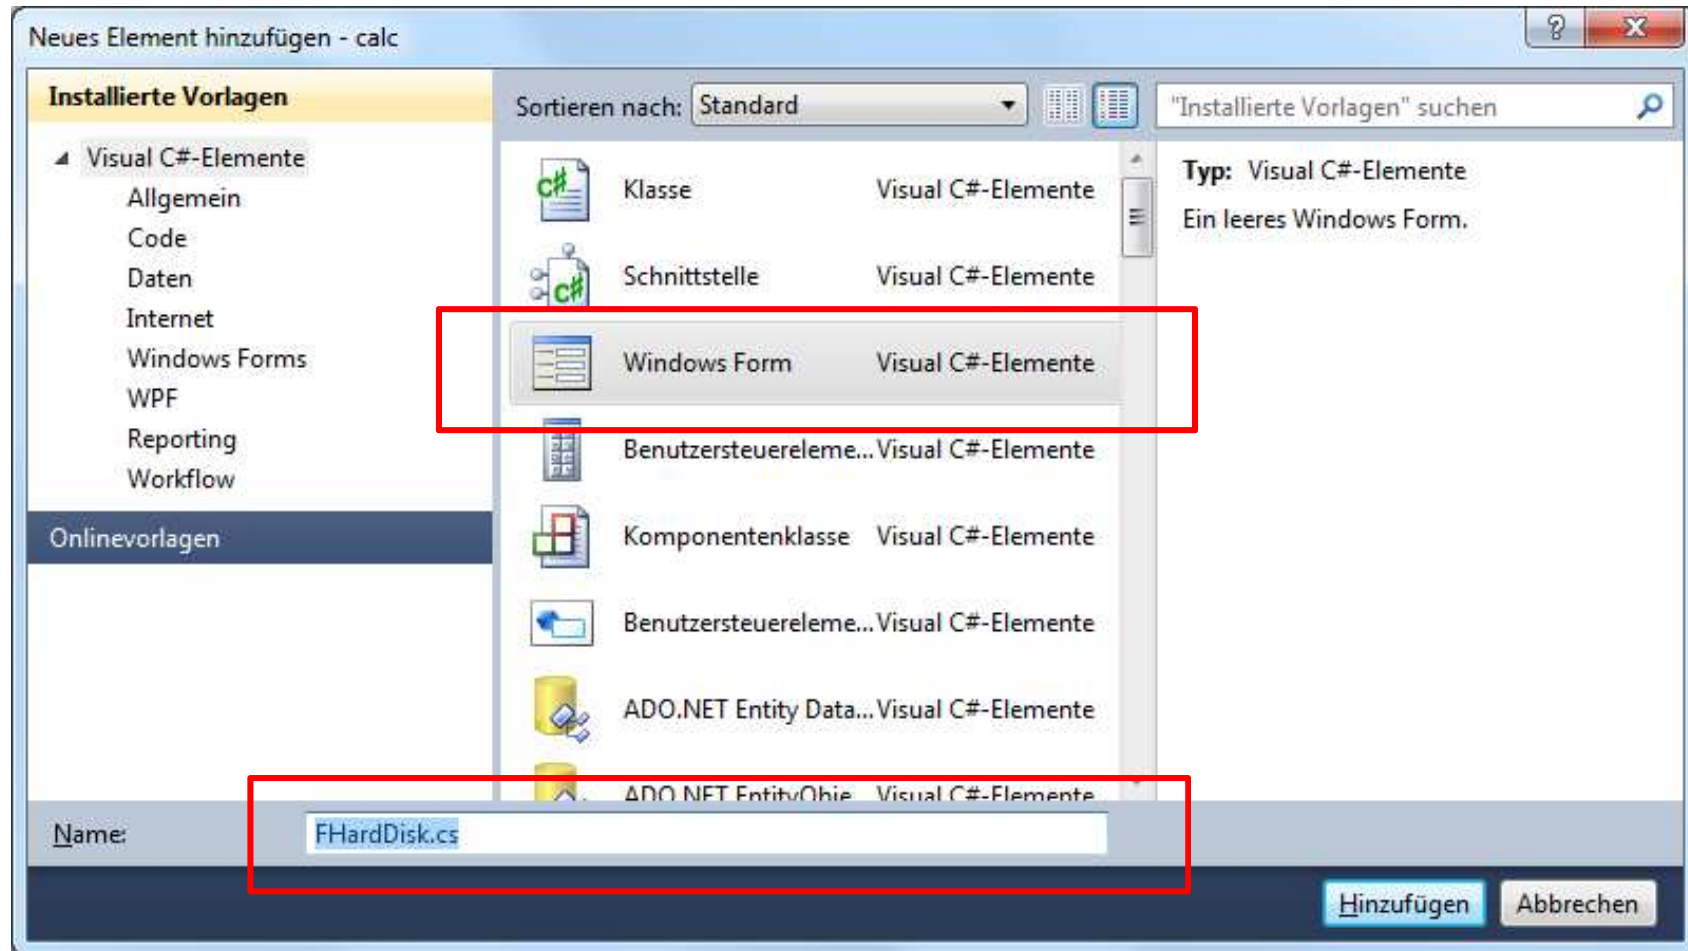 Neues Element hinzufügen - calc
Installierte Vorlagen
Visual C#-Elemente
Allgemein
Code
Daten
Internet
Windows Forms
WPF
Reporting
Workflow
Onlinevorlagen
Sortieren nach: Standard
Klasse Visual C#-Elemente
Schnittstelle Visual C#-Elemente
Windows Form Visual C#-Elemente
Benutzersteuereleme... Visual C#-Elemente
Komponentenklasse Visual C#-Elemente
Benutzersteuereleme... Visual C#-Elemente
ADO.NET Entity Data... Visual C#-Elemente
ADO.NET EntityObje... Visual C#-Elemente
"Installierte Vorlagen" suchen
Typ: Visual C#-Elemente
Ein leeres Windows Form.
Name: FHardDisk.cs
Hinzufügen Abbrechen